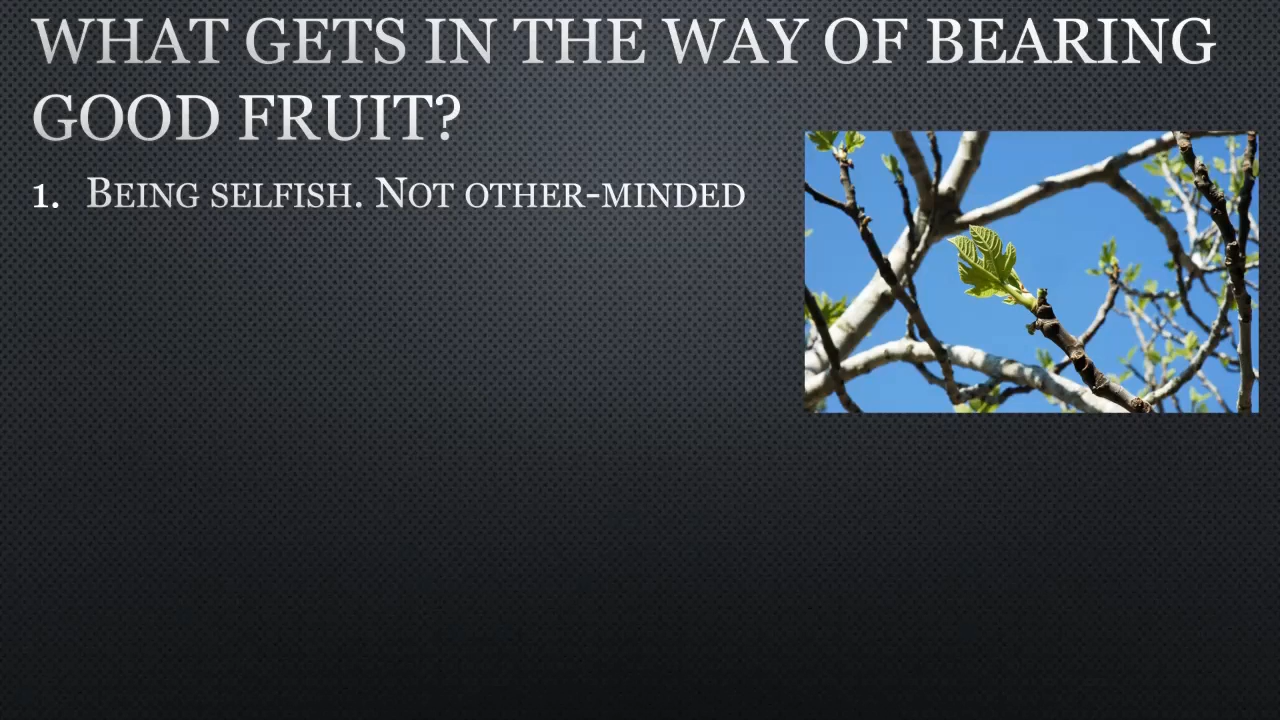 WHAT GETS IN THE WAY OF BEARING
GOOD FRUIT?
1. BEING SELFISH. NOT OTHER-MINDED